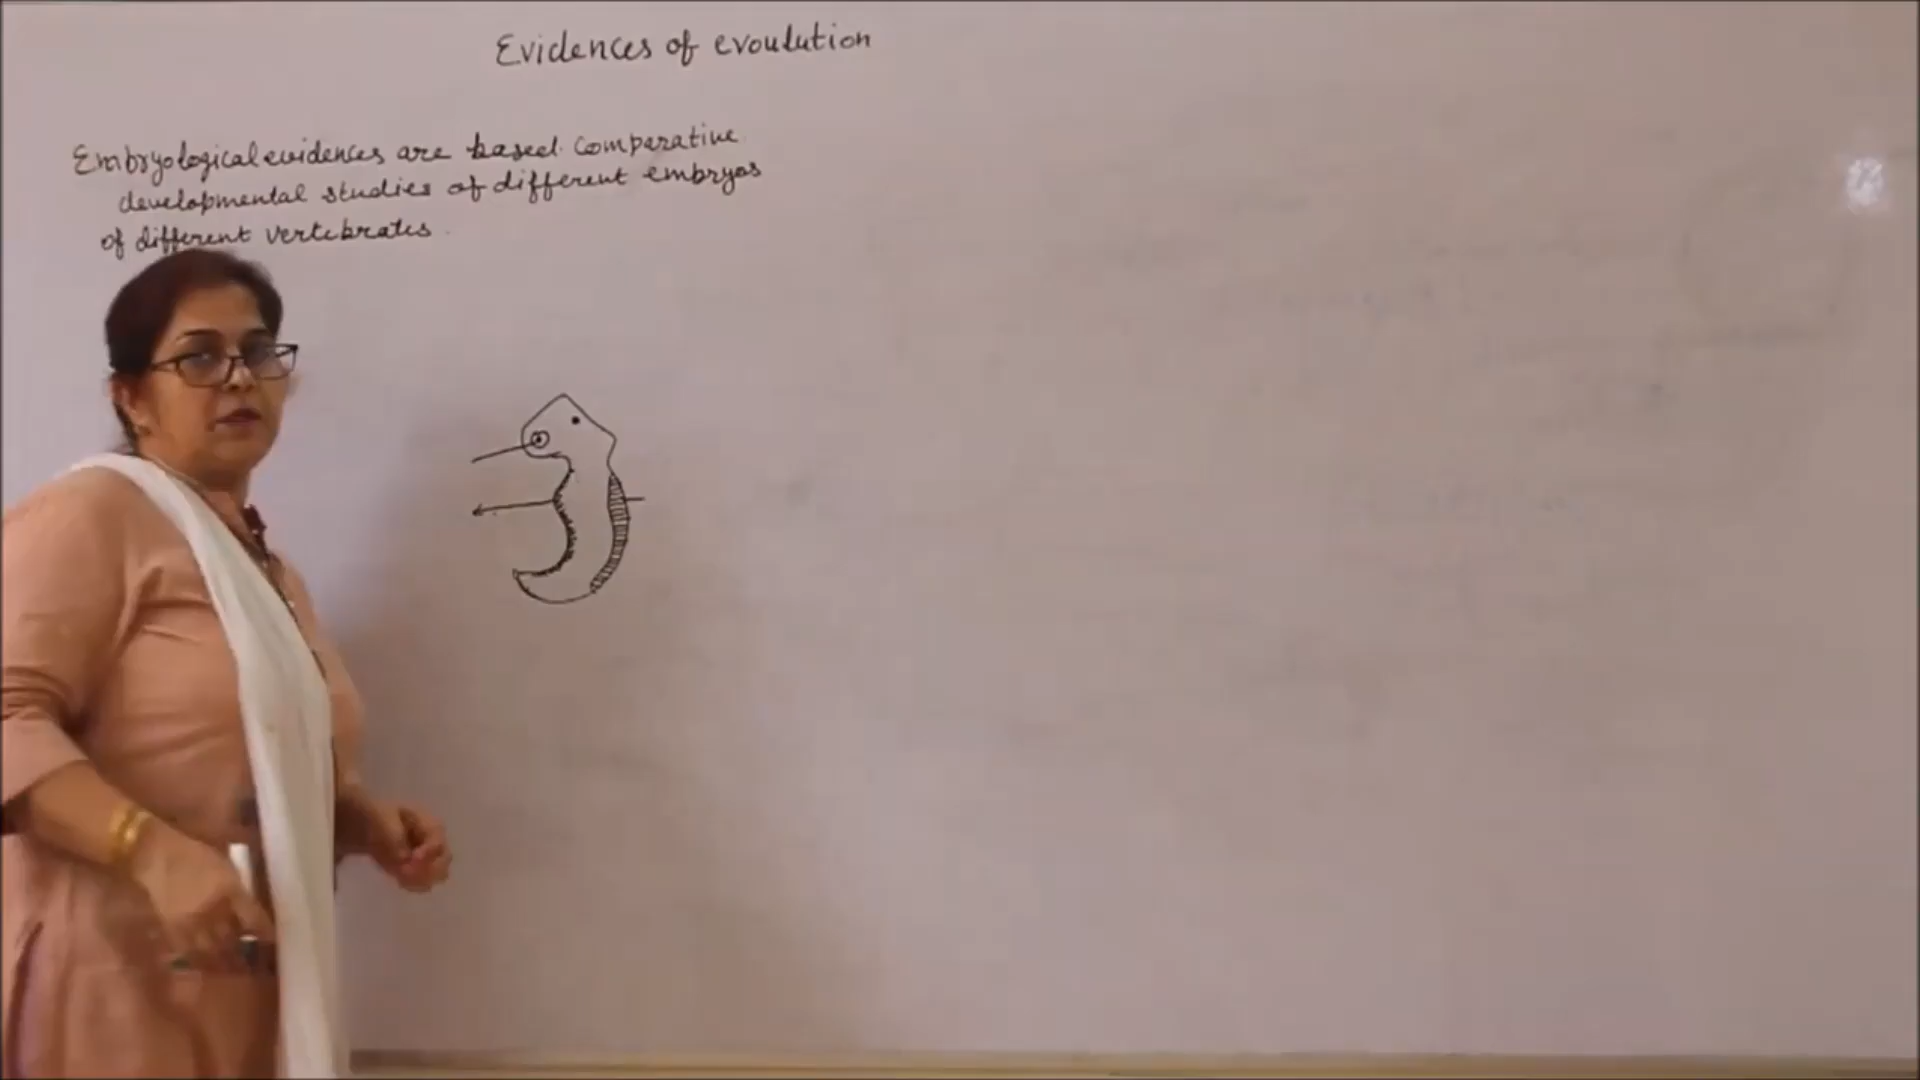 Evidences of evoulution
Embryological evidences are based comparative
developmental studies of different embryos
of different vertebrates.